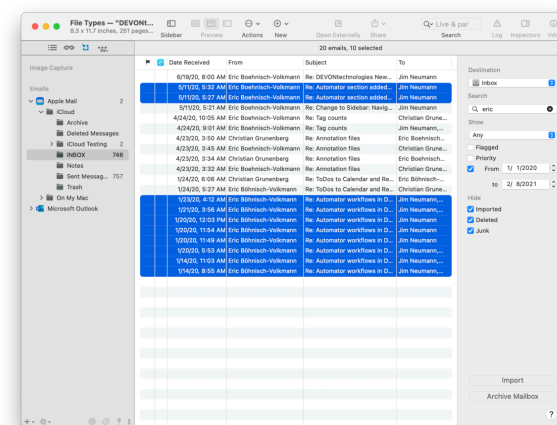 File Types — "DEVONt...
8.3 x 11.7 inches, 251 pages...
Sidebar
Preview
Actions
New
Open Externally
Share
Live & par
Search
Log
Inspectors
20 emails, 10 selected
Image Capture
Emails
Apple Mail 2
iCloud
Archive
Deleted Messages
iCloud Testing 2
INBOX 746
Notes
Sent Messag... 757
Trash
On My Mac
Microsoft Outlook
Date Received From Subject To
6/19/20, 8:00 AM Eric Boehnisch-Volkmann Re: DEVONtechnologies New... Jim Neumann
5/11/20, 5:32 AM Eric Boehnisch-Volkmann Re: Automator section added... Jim Neumann
5/11/20, 5:27 AM Eric Boehnisch-Volkmann Re: Automator section added... Jim Neumann
5/11/20, 5:21 AM Eric Boehnisch-Volkmann Re: Change to Sidebar: Navig... Jim Neumann
4/24/20, 10:05 AM Eric Boehnisch-Volkmann Re: Tag counts Christian Grune...
4/24/20, 9:01 AM Eric Boehnisch-Volkmann Re: Tag counts Jim Neumann,...
4/23/20, 3:50 AM Christian Grunenberg Re: Annotation files Eric Boehnisch...
4/23/20, 3:45 AM Eric Boehnisch-Volkmann Re: Annotation files Christian Grune...
4/23/20, 3:34 AM Christian Grunenberg Re: Annotation files Eric Boehnisch...
4/23/20, 3:32 AM Eric Boehnisch-Volkmann Re: Annotation files Christian Grune...
1/24/20, 6:06 AM Christian Grunenberg Re: ToDos to Calendar and Re... Eric Böhnisch-...
1/24/20, 5:27 AM Eric Böhnisch-Volkmann Re: ToDos to Calendar and Re... Christian Grune...
1/23/20, 4:12 AM Eric Böhnisch-Volkmann Re: Automator workflows in D... Jim Neumann,...
1/21/20, 3:56 AM Eric Böhnisch-Volkmann Re: Automator workflows in D... Jim Neumann,...
1/20/20, 12:03 PM Eric Böhnisch-Volkmann Re: Automator workflows in D... Jim Neumann,...
1/20/20, 11:54 AM Eric Böhnisch-Volkmann Re: Automator workflows in D... Jim Neumann,...
1/20/20, 11:49 AM Eric Böhnisch-Volkmann Re: Automator workflows in D... Jim Neumann,...
1/20/20, 5:53 AM Eric Böhnisch-Volkmann Re: Automator workflows in D... Jim Neumann,...
1/14/20, 11:03 AM Eric Böhnisch-Volkmann Re: Automator workflows in D... Jim Neumann,...
1/14/20, 8:55 AM Eric Böhnisch-Volkmann Re: Automator workflows in D... Jim Neumann,...
Destination
Inbox
Search
eric
Show
Any
Flagged
Priority
From 1/ 1/2020
to 2/ 8/2021
Hide
Imported
Deleted
Junk
Import
Archive Mailbox
?